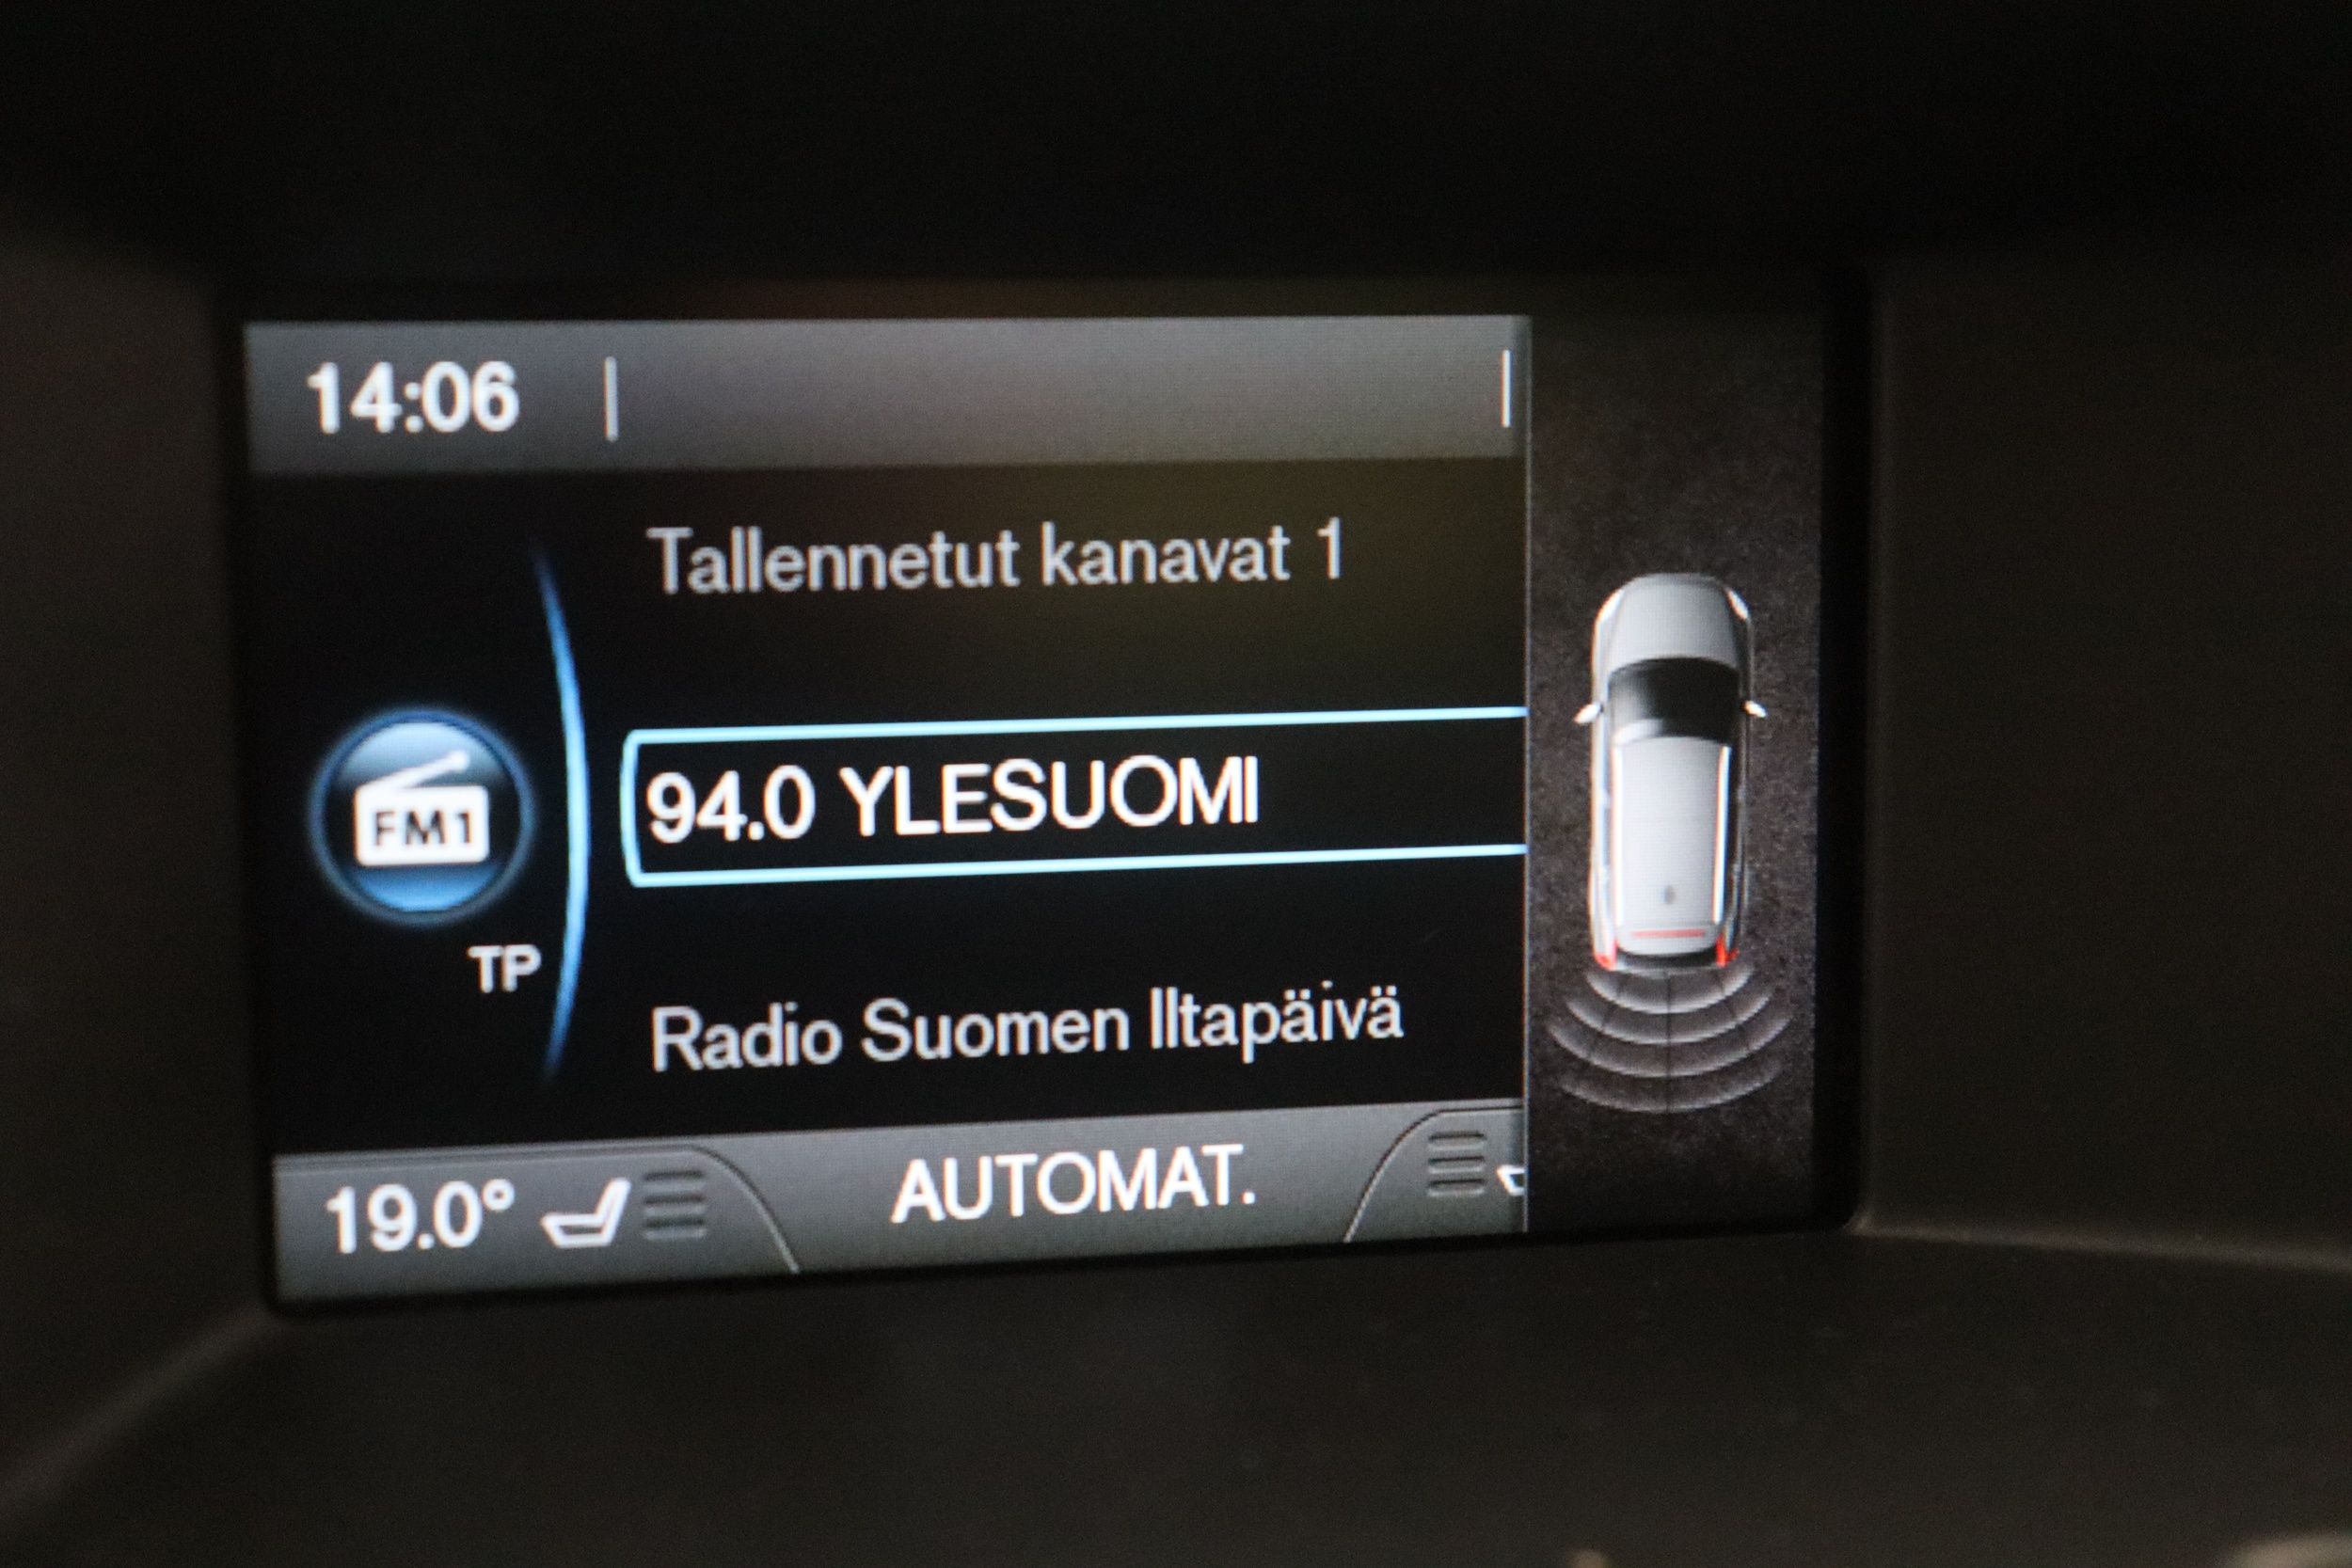 14:06
Tallennetut kanavat 1
94.0 YLESUOMI
FM1
TP
Radio Suomen Iltapäivä
19.0° AUTOMAT.